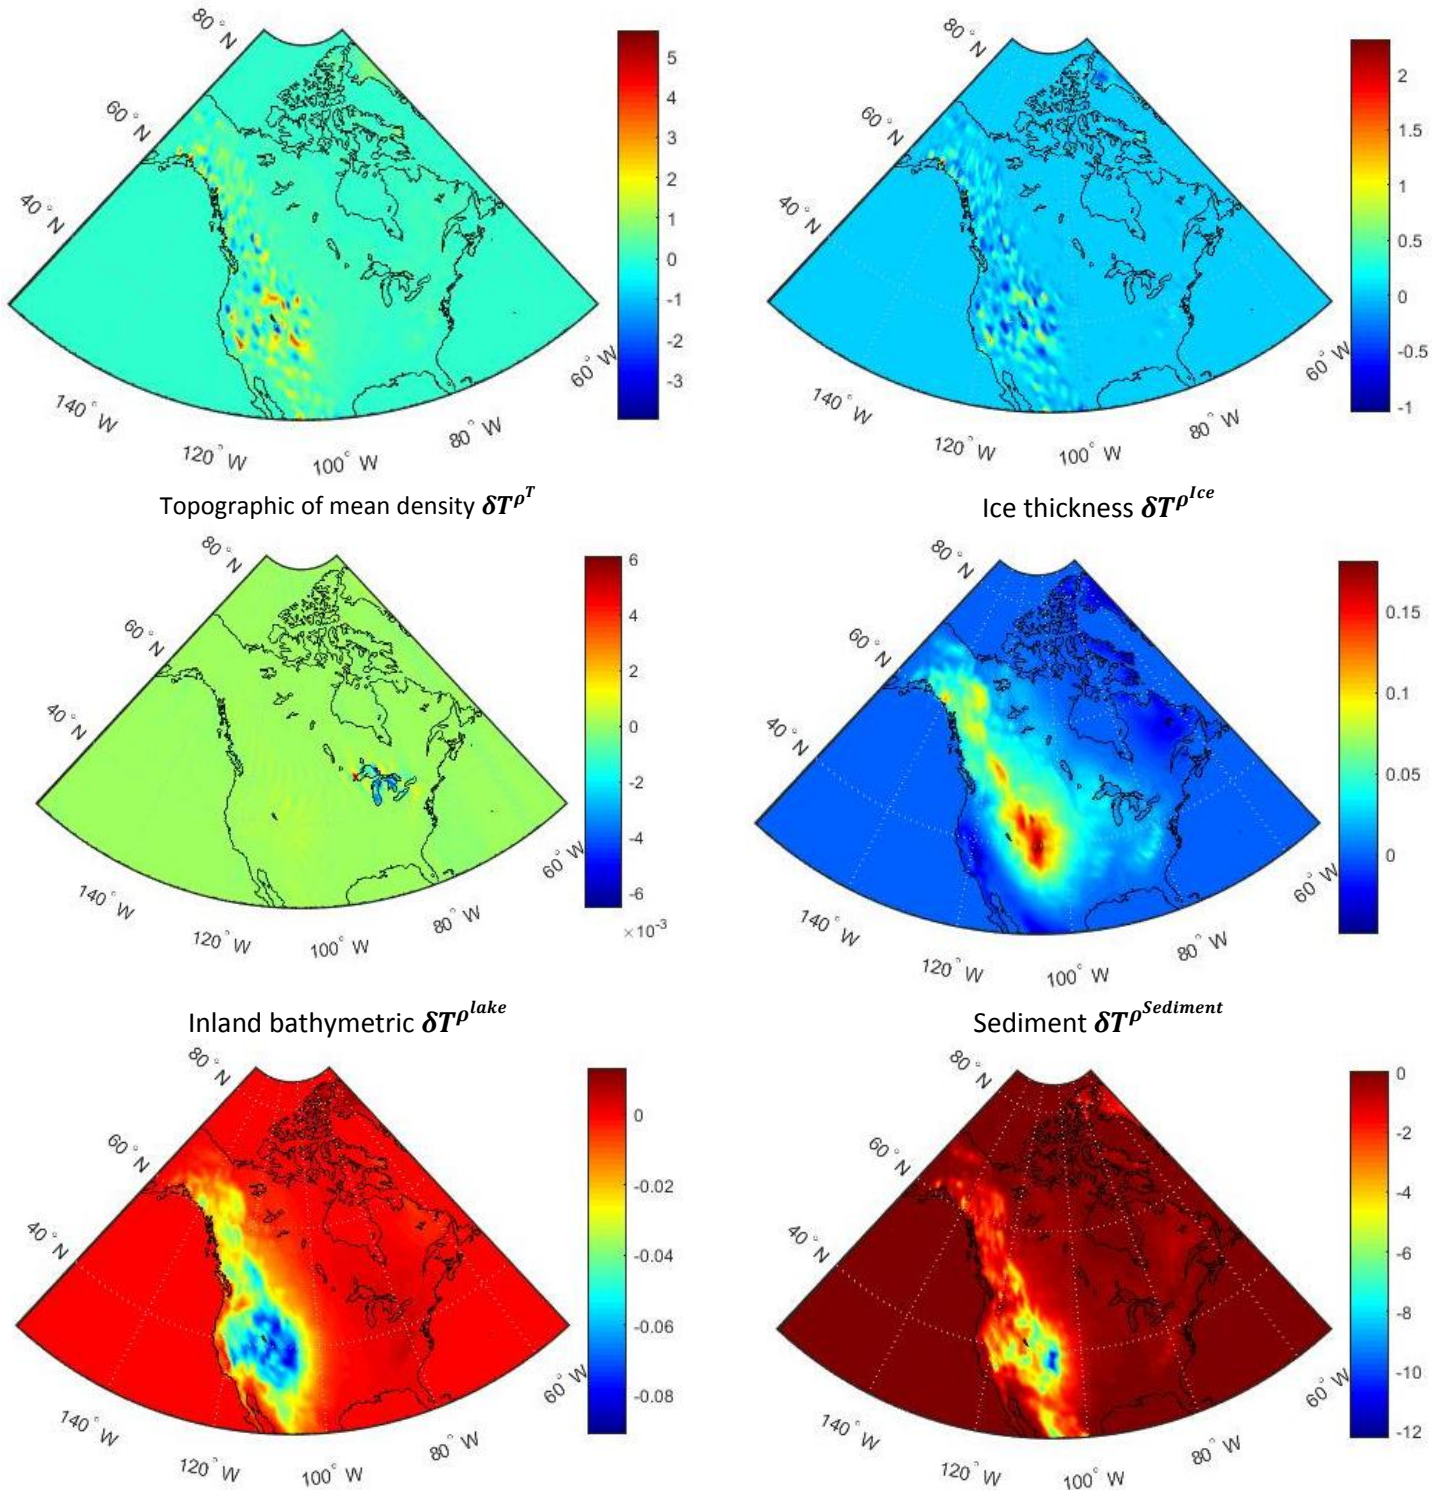 80° N
60° N
40° N
140° W
120° W
100° W
80° W
60° W
5
4
3
2
1
0
-1
-2
-3
80° N
60° N
40° N
140° W
120° W
100° W
80° W
60° W
2
1.5
1
0.5
0
-0.5
-1
Topographic of mean density δT^ρ^T
Ice thickness δT^ρ^Ice
80° N
60° N
40° N
140° W
120° W
100° W
80° W
60° W
6
4
2
0
-2
-4
-6
×10⁻³
80° N
60° N
40° N
140° W
120° W
100° W
80° W
60° W
0.15
0.1
0.05
0
Inland bathymetric δT^ρ^lake
Sediment δT^ρ^Sediment
80° N
60° N
40° N
140° W
120° W
100° W
80° W
60° W
0
-0.02
-0.04
-0.06
-0.08
80° N
60° N
40° N
140° W
120° W
100° W
80° W
60° W
0
-2
-4
-6
-8
-10
-12